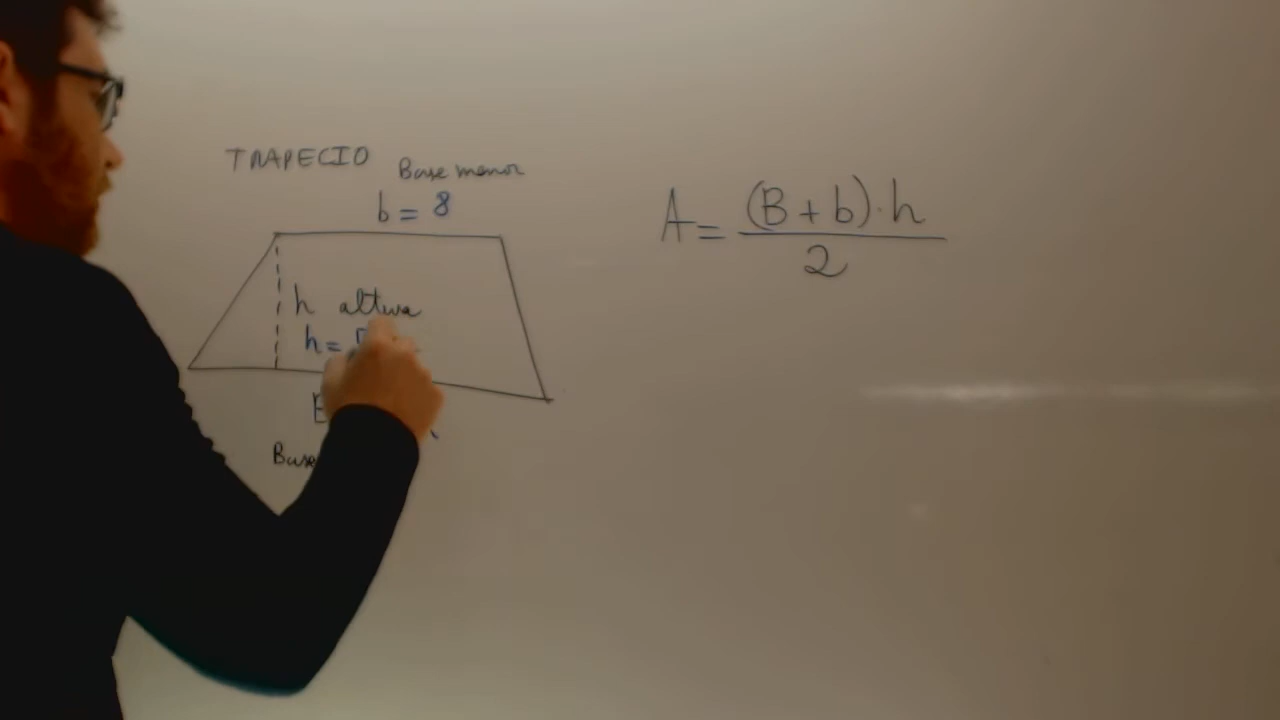 TRAPECIO
Base menor
b = 8
h altura
h =
Base
A = (B + b) · h
2